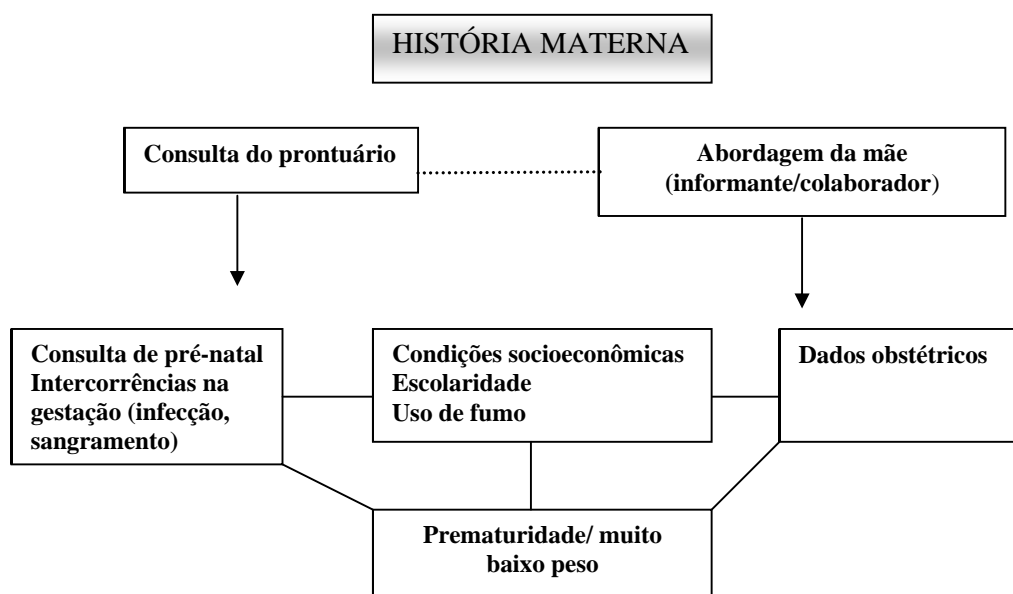 HISTÓRIA MATERNA
Consulta do prontuário
Abordagem da mãe
(informante/colaborador)
Consulta de pré-natal
Intercorrências na
gestação (infecção,
sangramento)
Condições socioeconômicas
Escolaridade
Uso de fumo
Dados obstétricos
Prematuridade/ muito
baixo peso